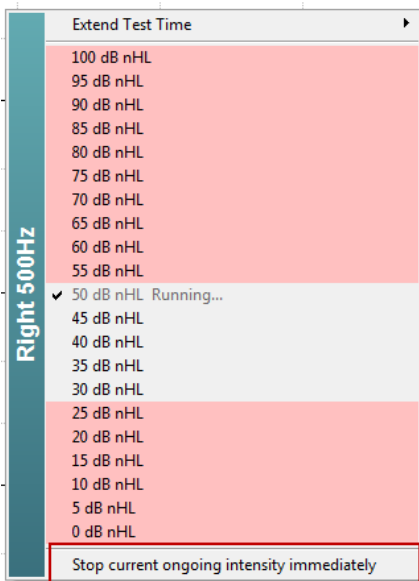 Extend Test Time
100 dB nHL
95 dB nHL
90 dB nHL
85 dB nHL
80 dB nHL
75 dB nHL
70 dB nHL
65 dB nHL
60 dB nHL
55 dB nHL
50 dB nHL Running...
45 dB nHL
40 dB nHL
35 dB nHL
30 dB nHL
25 dB nHL
20 dB nHL
15 dB nHL
10 dB nHL
5 dB nHL
0 dB nHL
Stop current ongoing intensity immediately
Right 500Hz